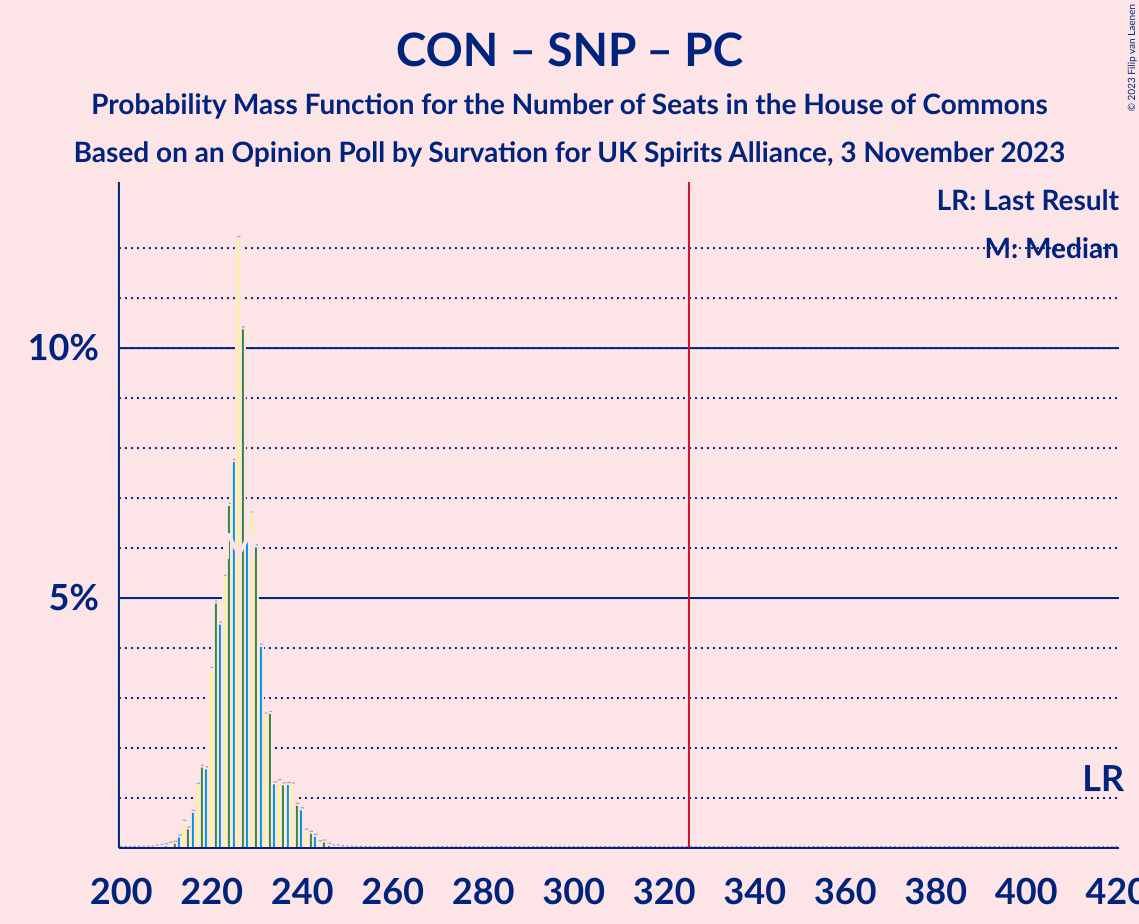 CON – SNP – PC
Probability Mass Function for the Number of Seats in the House of Commons
Based on an Opinion Poll by Survation for UK Spirits Alliance, 3 November 2023
© 2023 Filip van Laenen
LR: Last Result
M: Median
10%
5%
LR
200 220 240 260 280 300 320 340 360 380 400 420